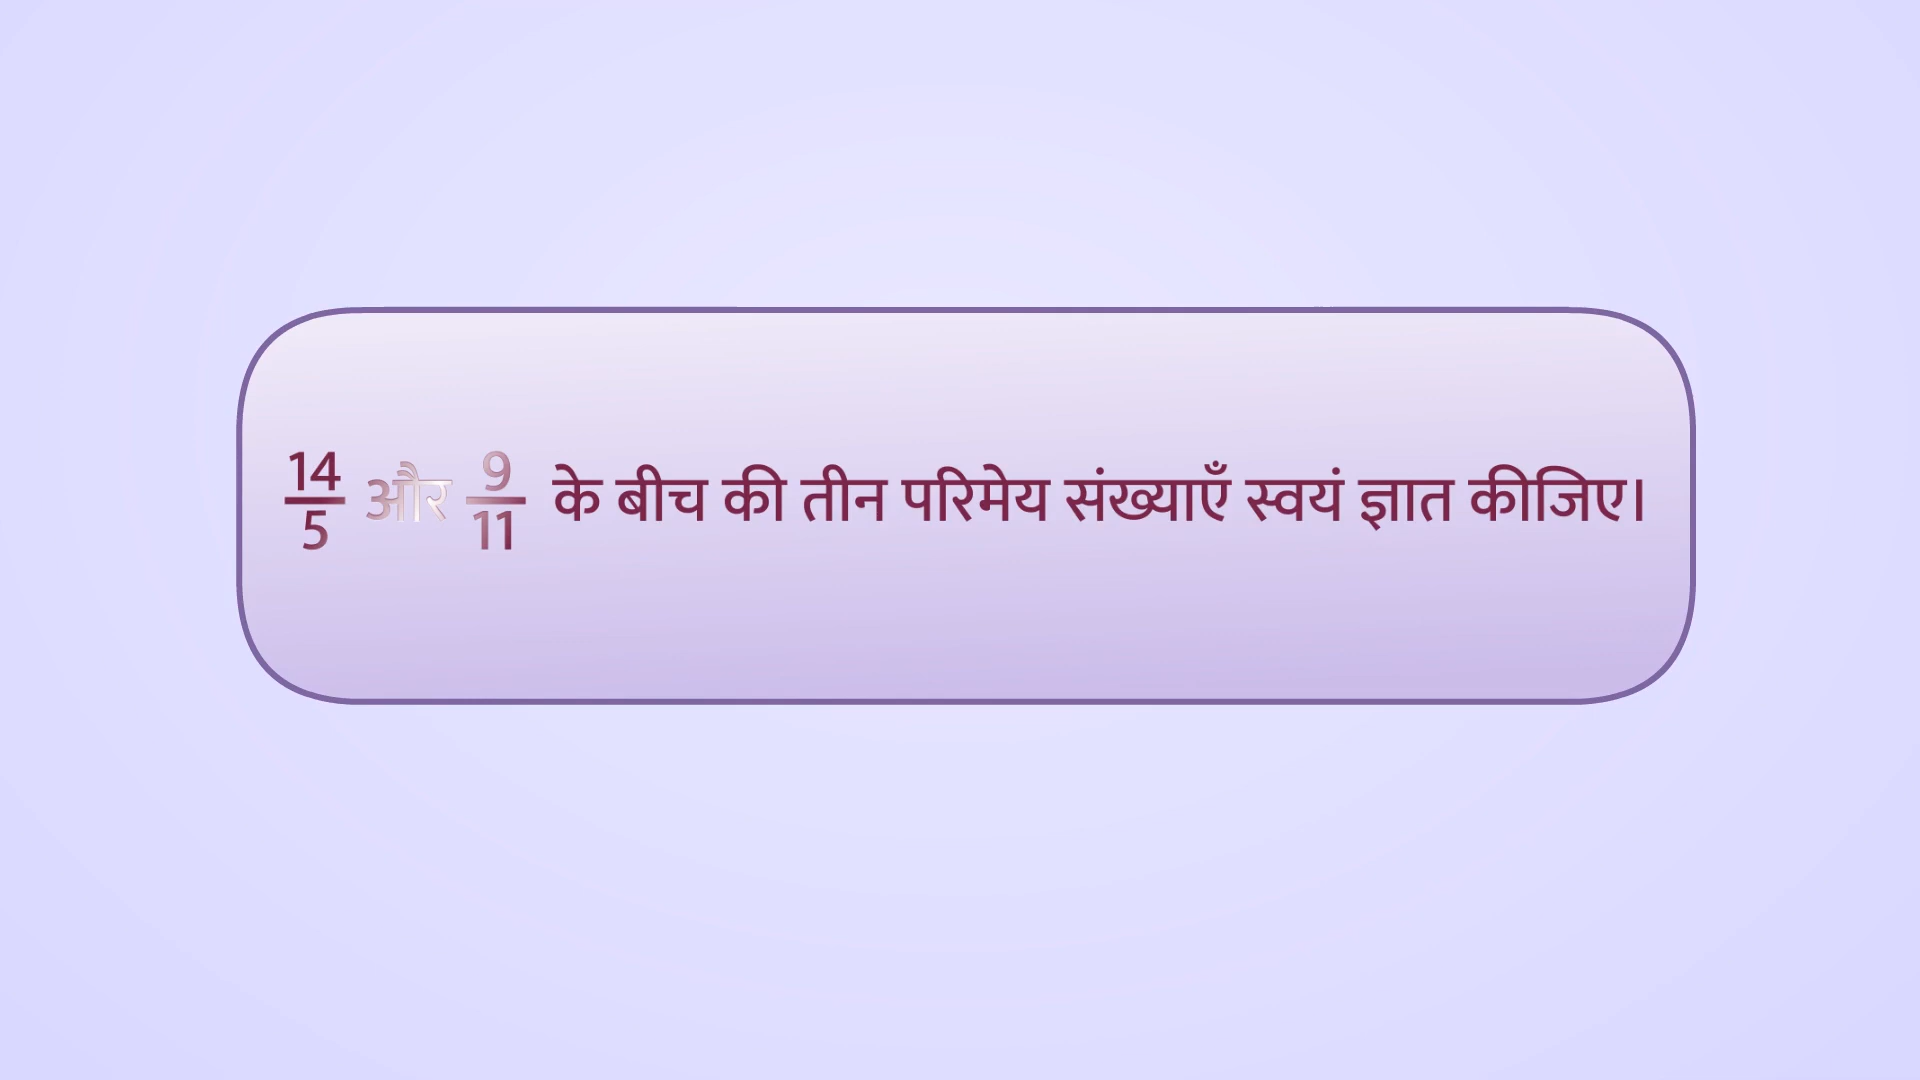 14/5 और 9/11 के बीच की तीन परिमेय संख्याएँ स्वयं ज्ञात कीजिए।